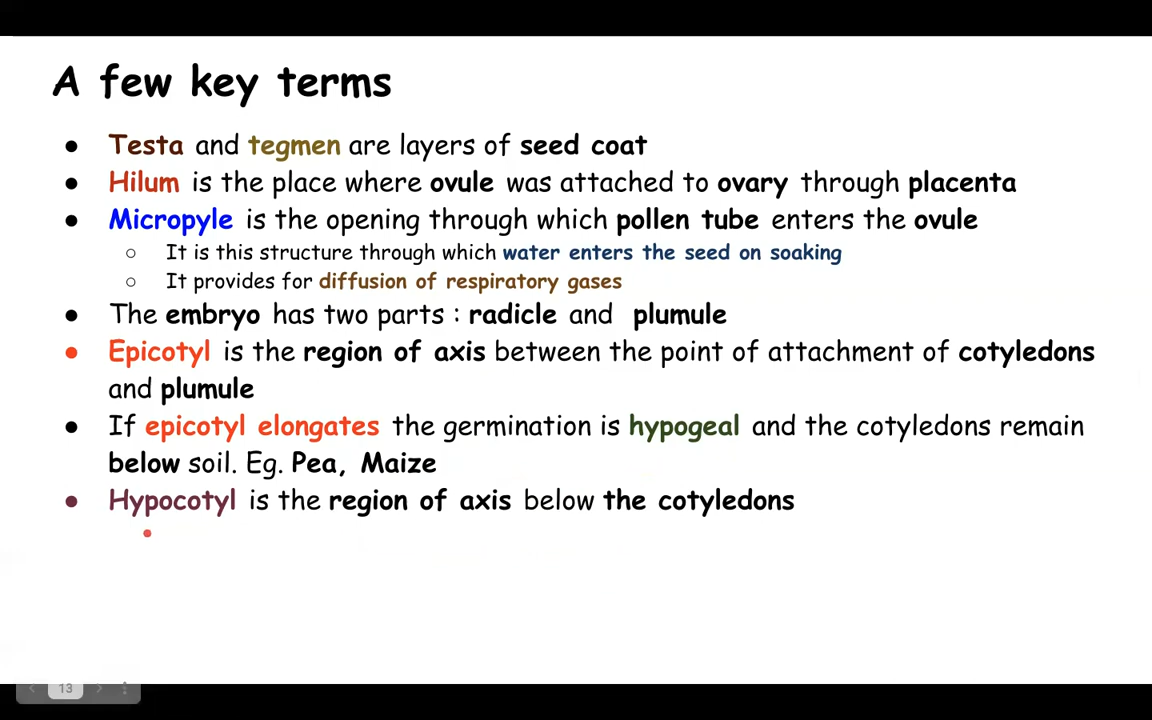 A few key terms
● Testa and tegmen are layers of seed coat
● Hilum is the place where ovule was attached to ovary through placenta
● Micropyle is the opening through which pollen tube enters the ovule
○ It is this structure through which water enters the seed on soaking
○ It provides for diffusion of respiratory gases
● The embryo has two parts : radicle and plumule
● Epicotyl is the region of axis between the point of attachment of cotyledons
and plumule
● If epicotyl elongates the germination is hypogeal and the cotyledons remain
below soil. Eg. Pea, Maize
● Hypocotyl is the region of axis below the cotyledons
13